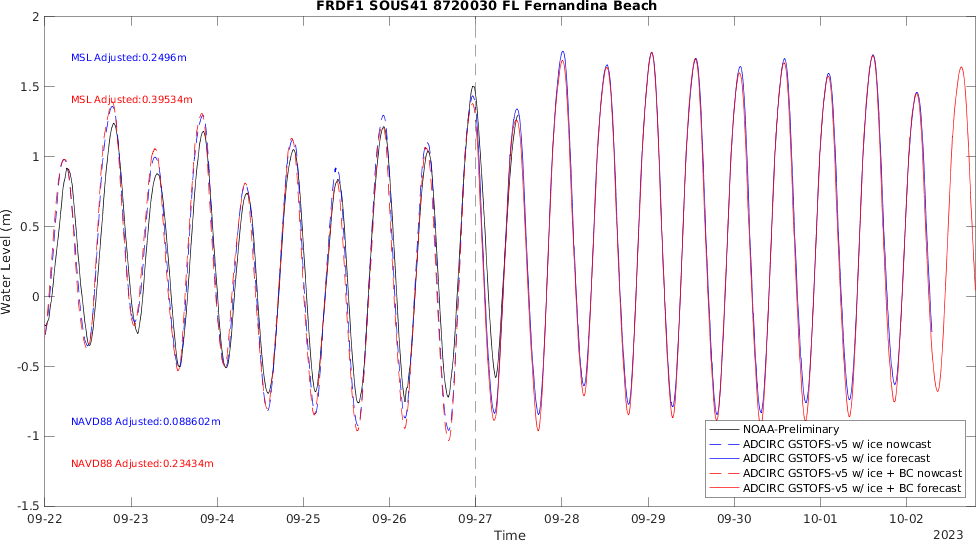 FRDF1 SOUS41 8720030 FL Fernandina Beach
2
MSL Adjusted:0.2496m
1.5
MSL Adjusted:0.39534m
1
0.5
Water Level (m)
0
-0.5
NAVD88 Adjusted:0.088602m
-1
NAVD88 Adjusted:0.23434m
-1.5
NOAA-Preliminary
ADCIRC GSTOFS-v5 w/ ice nowcast
ADCIRC GSTOFS-v5 w/ ice forecast
ADCIRC GSTOFS-v5 w/ ice + BC nowcast
ADCIRC GSTOFS-v5 w/ ice + BC forecast
09-22 09-23 09-24 09-25 09-26 09-27 09-28 09-29 09-30 10-01 10-02
Time
2023